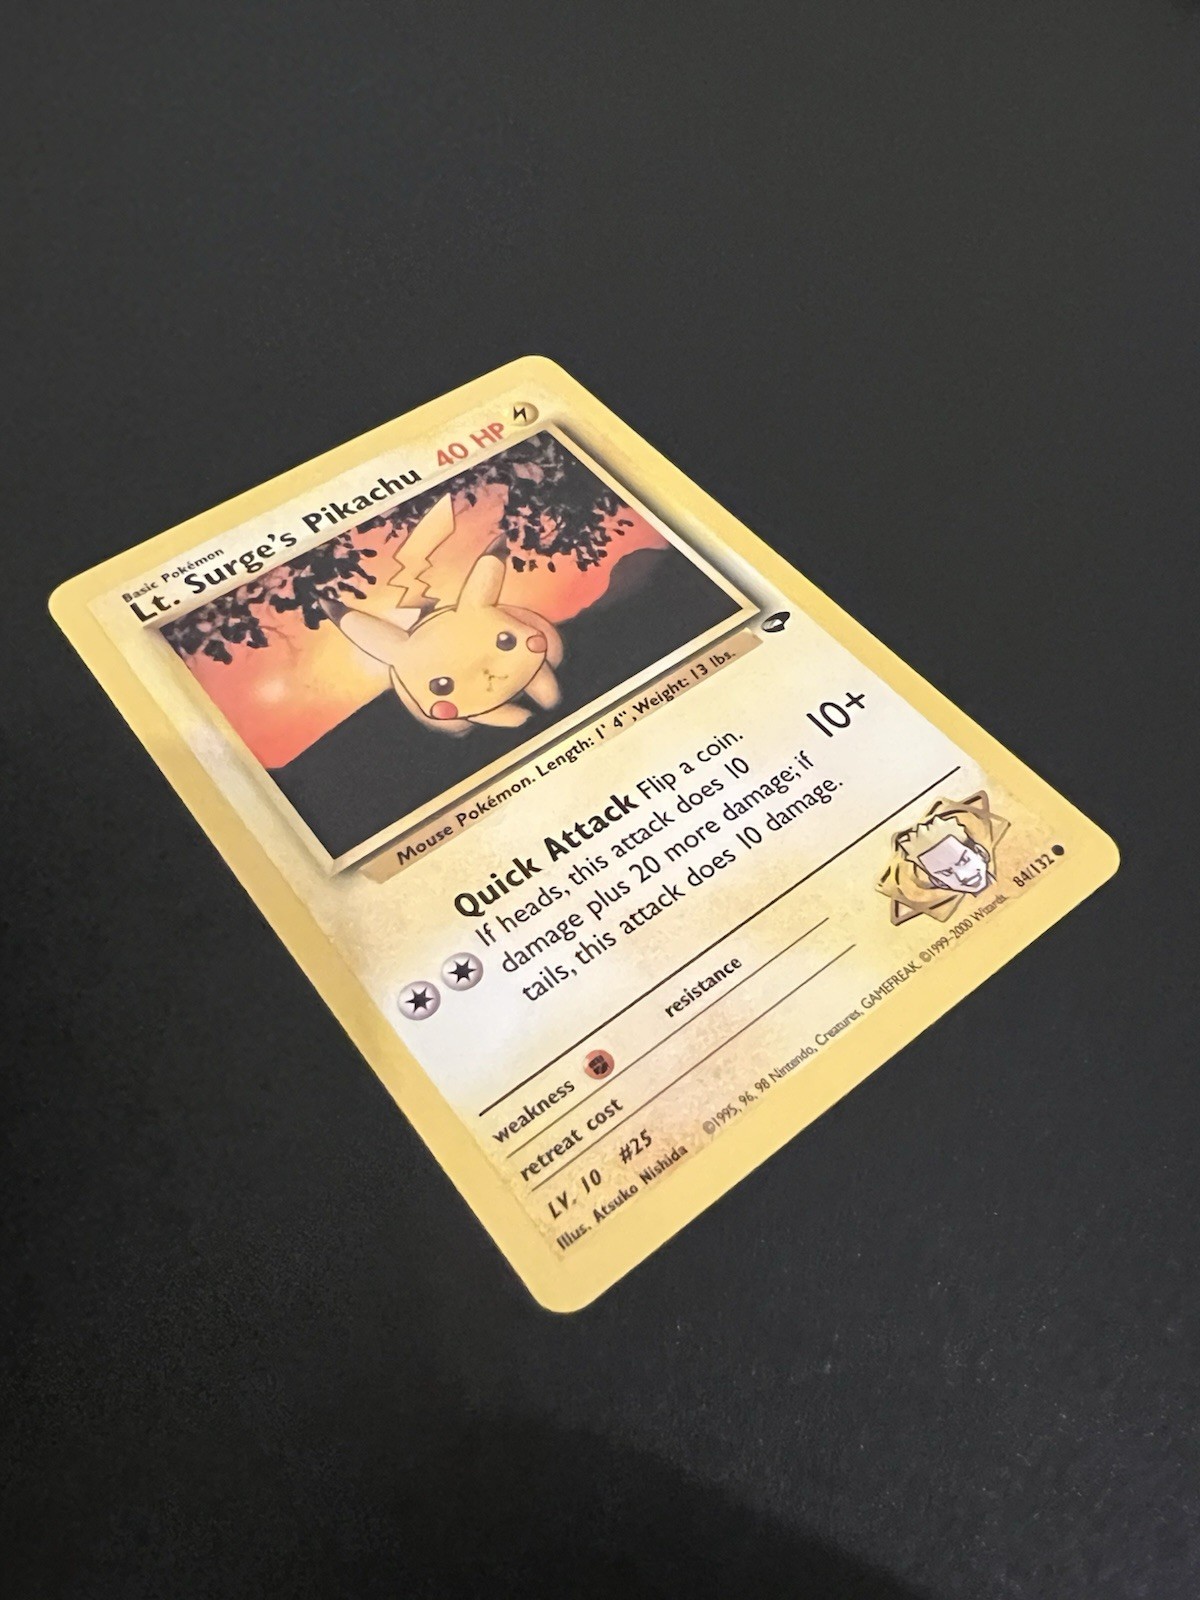 Basic Pokémon
Lt. Surge's Pikachu 40 HP
Mouse Pokémon. Length: 1' 4", Weight: 13 lbs.
Quick Attack Flip a coin.
If heads, this attack does 10
damage plus 20 more damage; if
tails, this attack does 10 damage.
10+
weakness
resistance
retreat cost
LV. 10 #25
Illus. Atsuko Nishida
©1995, 96, 98 Nintendo, Creatures, GAMEFREAK. ©1999-2000 Wizards.
84/132